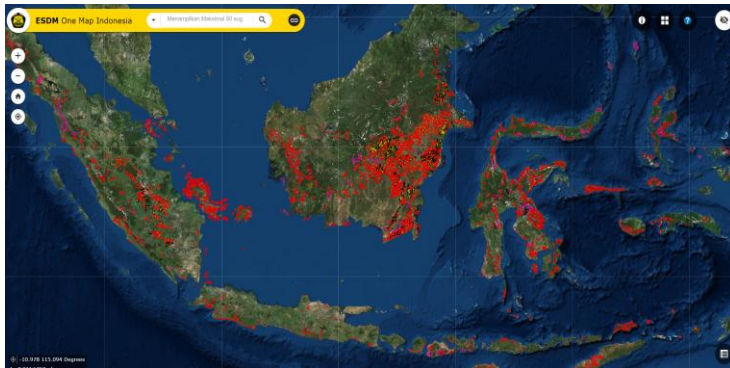 ESDM One Map Indonesia
Menampilkan Maksimal 60 sug
-10.978 115.094 Degrees